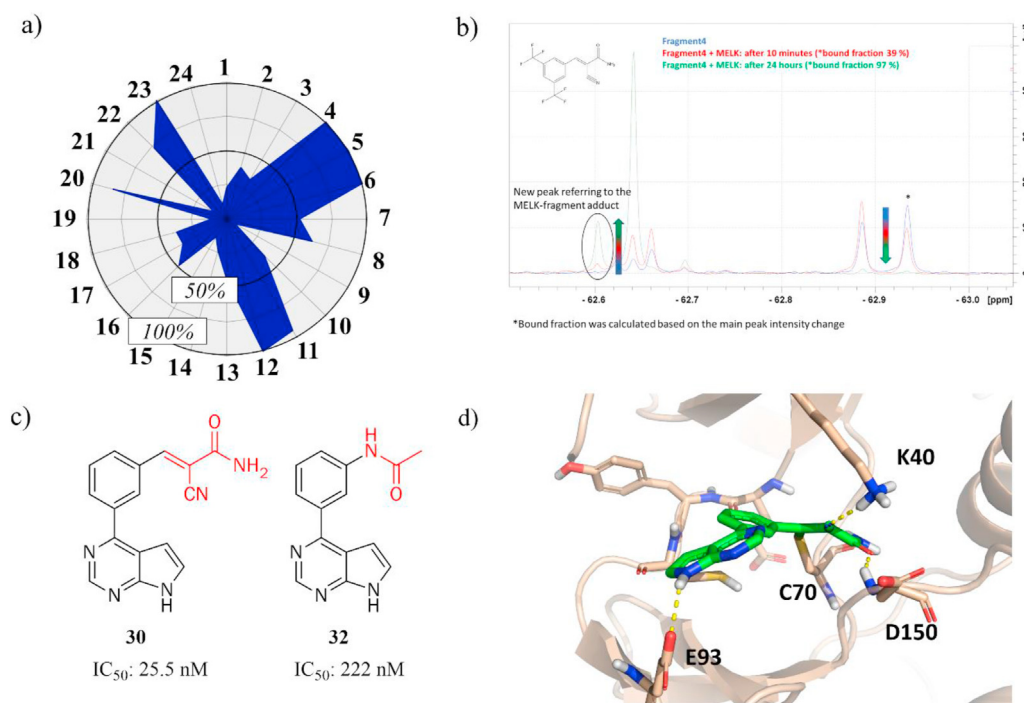 a)
1
2
3
4
5
6
7
8
9
10
11
12
13
14
15
16
17
18
19
20
21
22
23
24
50%
100%
b)
Fragment4
Fragment4 + MELK: after 10 minutes (*bound fraction 39 %)
Fragment4 + MELK: after 24 hours (*bound fraction 97 %)
F
F
F
F
F
F
O
NH₂
New peak referring to the
MELK-fragment adduct
*
- 62.6
- 62.7
- 62.8
- 62.9
- 63.0
[ppm]
*Bound fraction was calculated based on the main peak intensity change
c)
O
NH₂
CN
N
N
N
H
30
IC₅₀: 25.5 nM
H
N
O
N
N
N
H
32
IC₅₀: 222 nM
d)
K40
C70
D150
E93